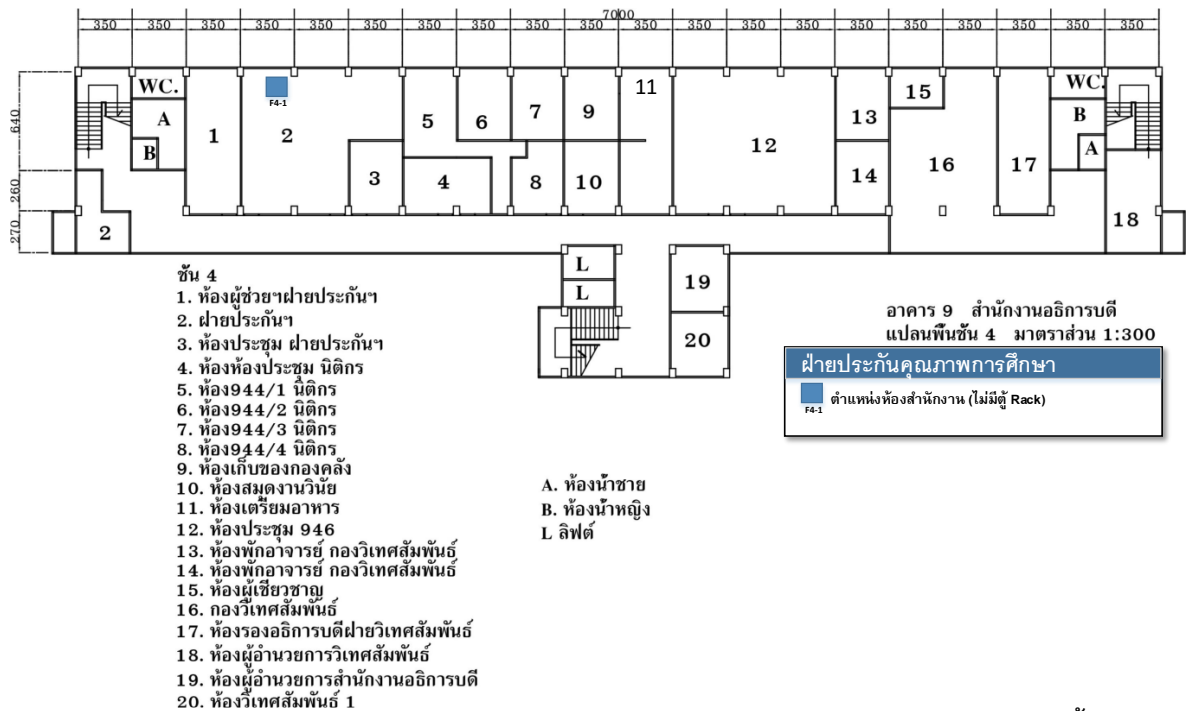 7000
350 350 350 350 350 350 350 350 350 350 350 350 350 350 350 350 350 350 350 350
640
260
270
WC.
A
B
1
2
F4-1
3
4
5
6
7
8
9
10
11
12
13
14
15
16
17
WC.
B
A
18
2
L
L
19
20
ชั้น 4
1. ห้องผู้ช่วยฯฝ่ายประกันฯ
2. ฝ่ายประกันฯ
3. ห้องประชุม ฝ่ายประกันฯ
4. ห้องห้องประชุม นิติกร
5. ห้อง944/1 นิติกร
6. ห้อง944/2 นิติกร
7. ห้อง944/3 นิติกร
8. ห้อง944/4 นิติกร
9. ห้องเก็บของกองคลัง
10. ห้องสมุดงานวินัย
11. ห้องเตรียมอาหาร
12. ห้องประชุม 946
13. ห้องพักอาจารย์ กองวิเทศสัมพันธ์
14. ห้องพักอาจารย์ กองวิเทศสัมพันธ์
15. ห้องผู้เชียวชาญ
16. กองวิเทศสัมพันธ์
17. ห้องรองอธิการบดีฝ่ายวิเทศสัมพันธ์
18. ห้องผู้อำนวยการวิเทศสัมพันธ์
19. ห้องผู้อำนวยการสำนักงานอธิการบดี
20. ห้องวิเทศสัมพันธ์ 1
A. ห้องน้ำชาย
B. ห้องน้ำหญิง
L ลิฟต์
อาคาร 9 สำนักงานอธิการบดี
แปลนพื้นชั้น 4 มาตราส่วน 1:300
ฝ่ายประกันคุณภาพการศึกษา
F4-1 ตำแหน่งห้องสำนักงาน (ไม่มีตู้ Rack)